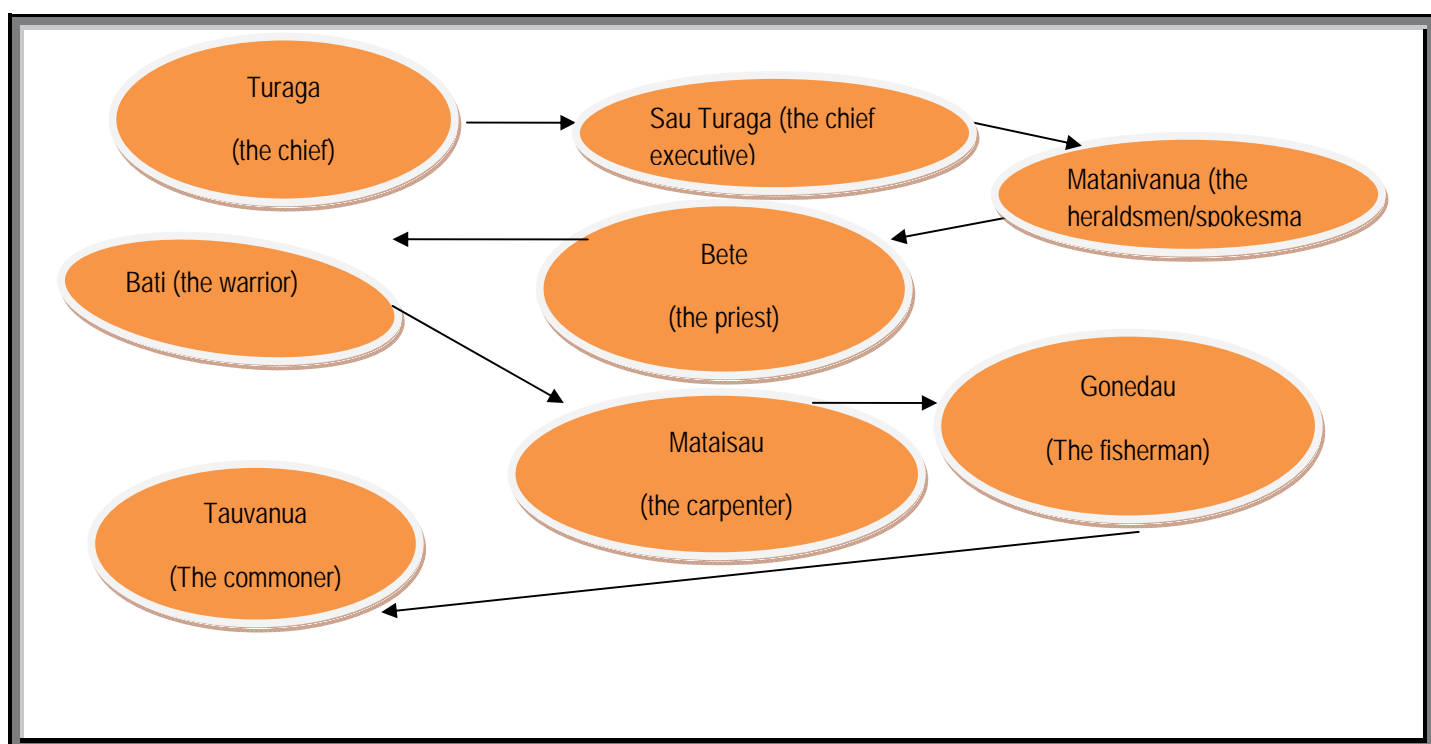 Turaga
(the chief)
Sau Turaga (the chief
executive)
Matanivanua (the
heraldsmen/spokesma
Bete
(the priest)
Bati (the warrior)
Gonedau
(The fisherman)
Mataisau
(the carpenter)
Tauvanua
(The commoner)